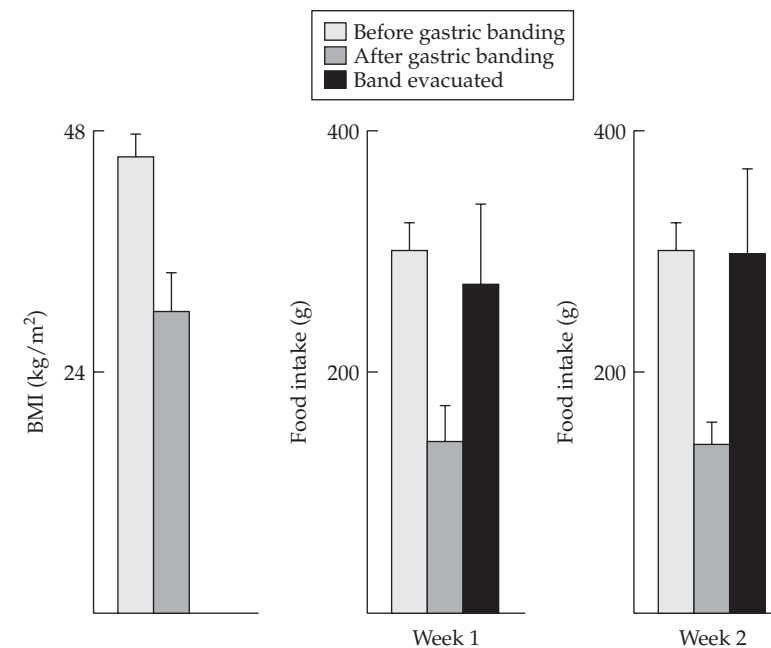 Before gastric banding
After gastric banding
Band evacuated
48
24
BMI (kg/m²)
400
200
Food intake (g)
Week 1
400
200
Food intake (g)
Week 2